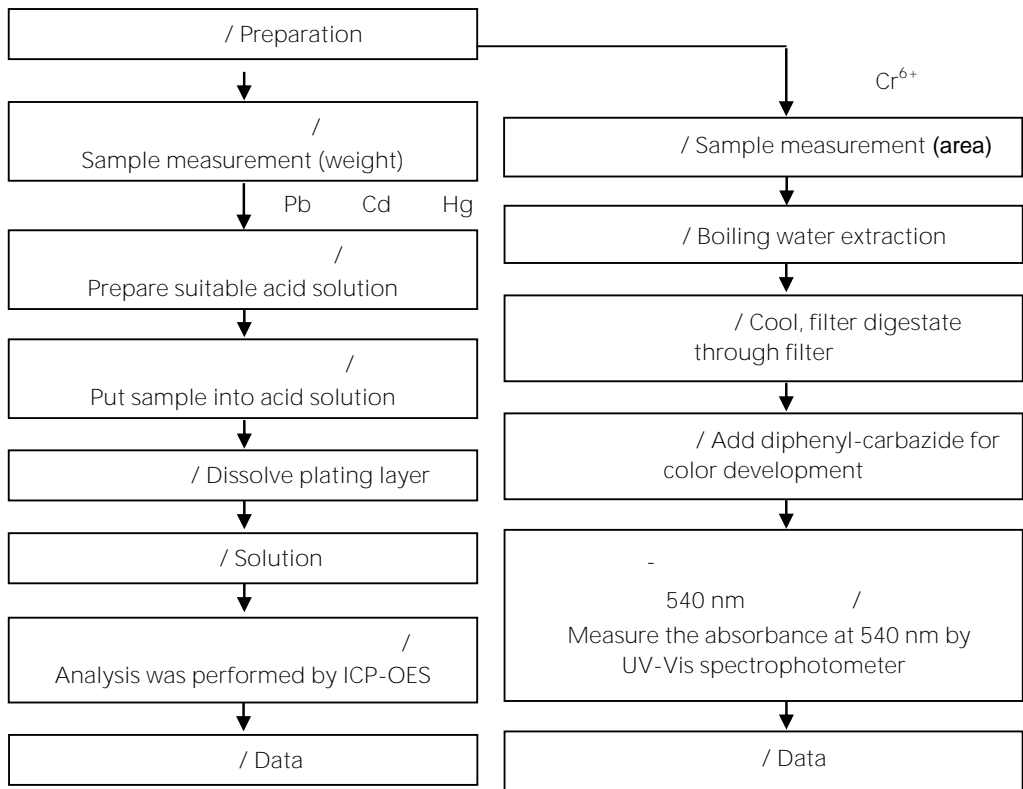 / Preparation
/
Sample measurement (weight)
Pb Cd Hg
/
Prepare suitable acid solution
/
Put sample into acid solution
/ Dissolve plating layer
/ Solution
/
Analysis was performed by ICP-OES
/ Data
Cr⁶⁺
/ Sample measurement (area)
/ Boiling water extraction
/ Cool, filter digestate
through filter
/ Add diphenyl-carbazide for
color development
-
540 nm /
Measure the absorbance at 540 nm by
UV-Vis spectrophotometer
/ Data